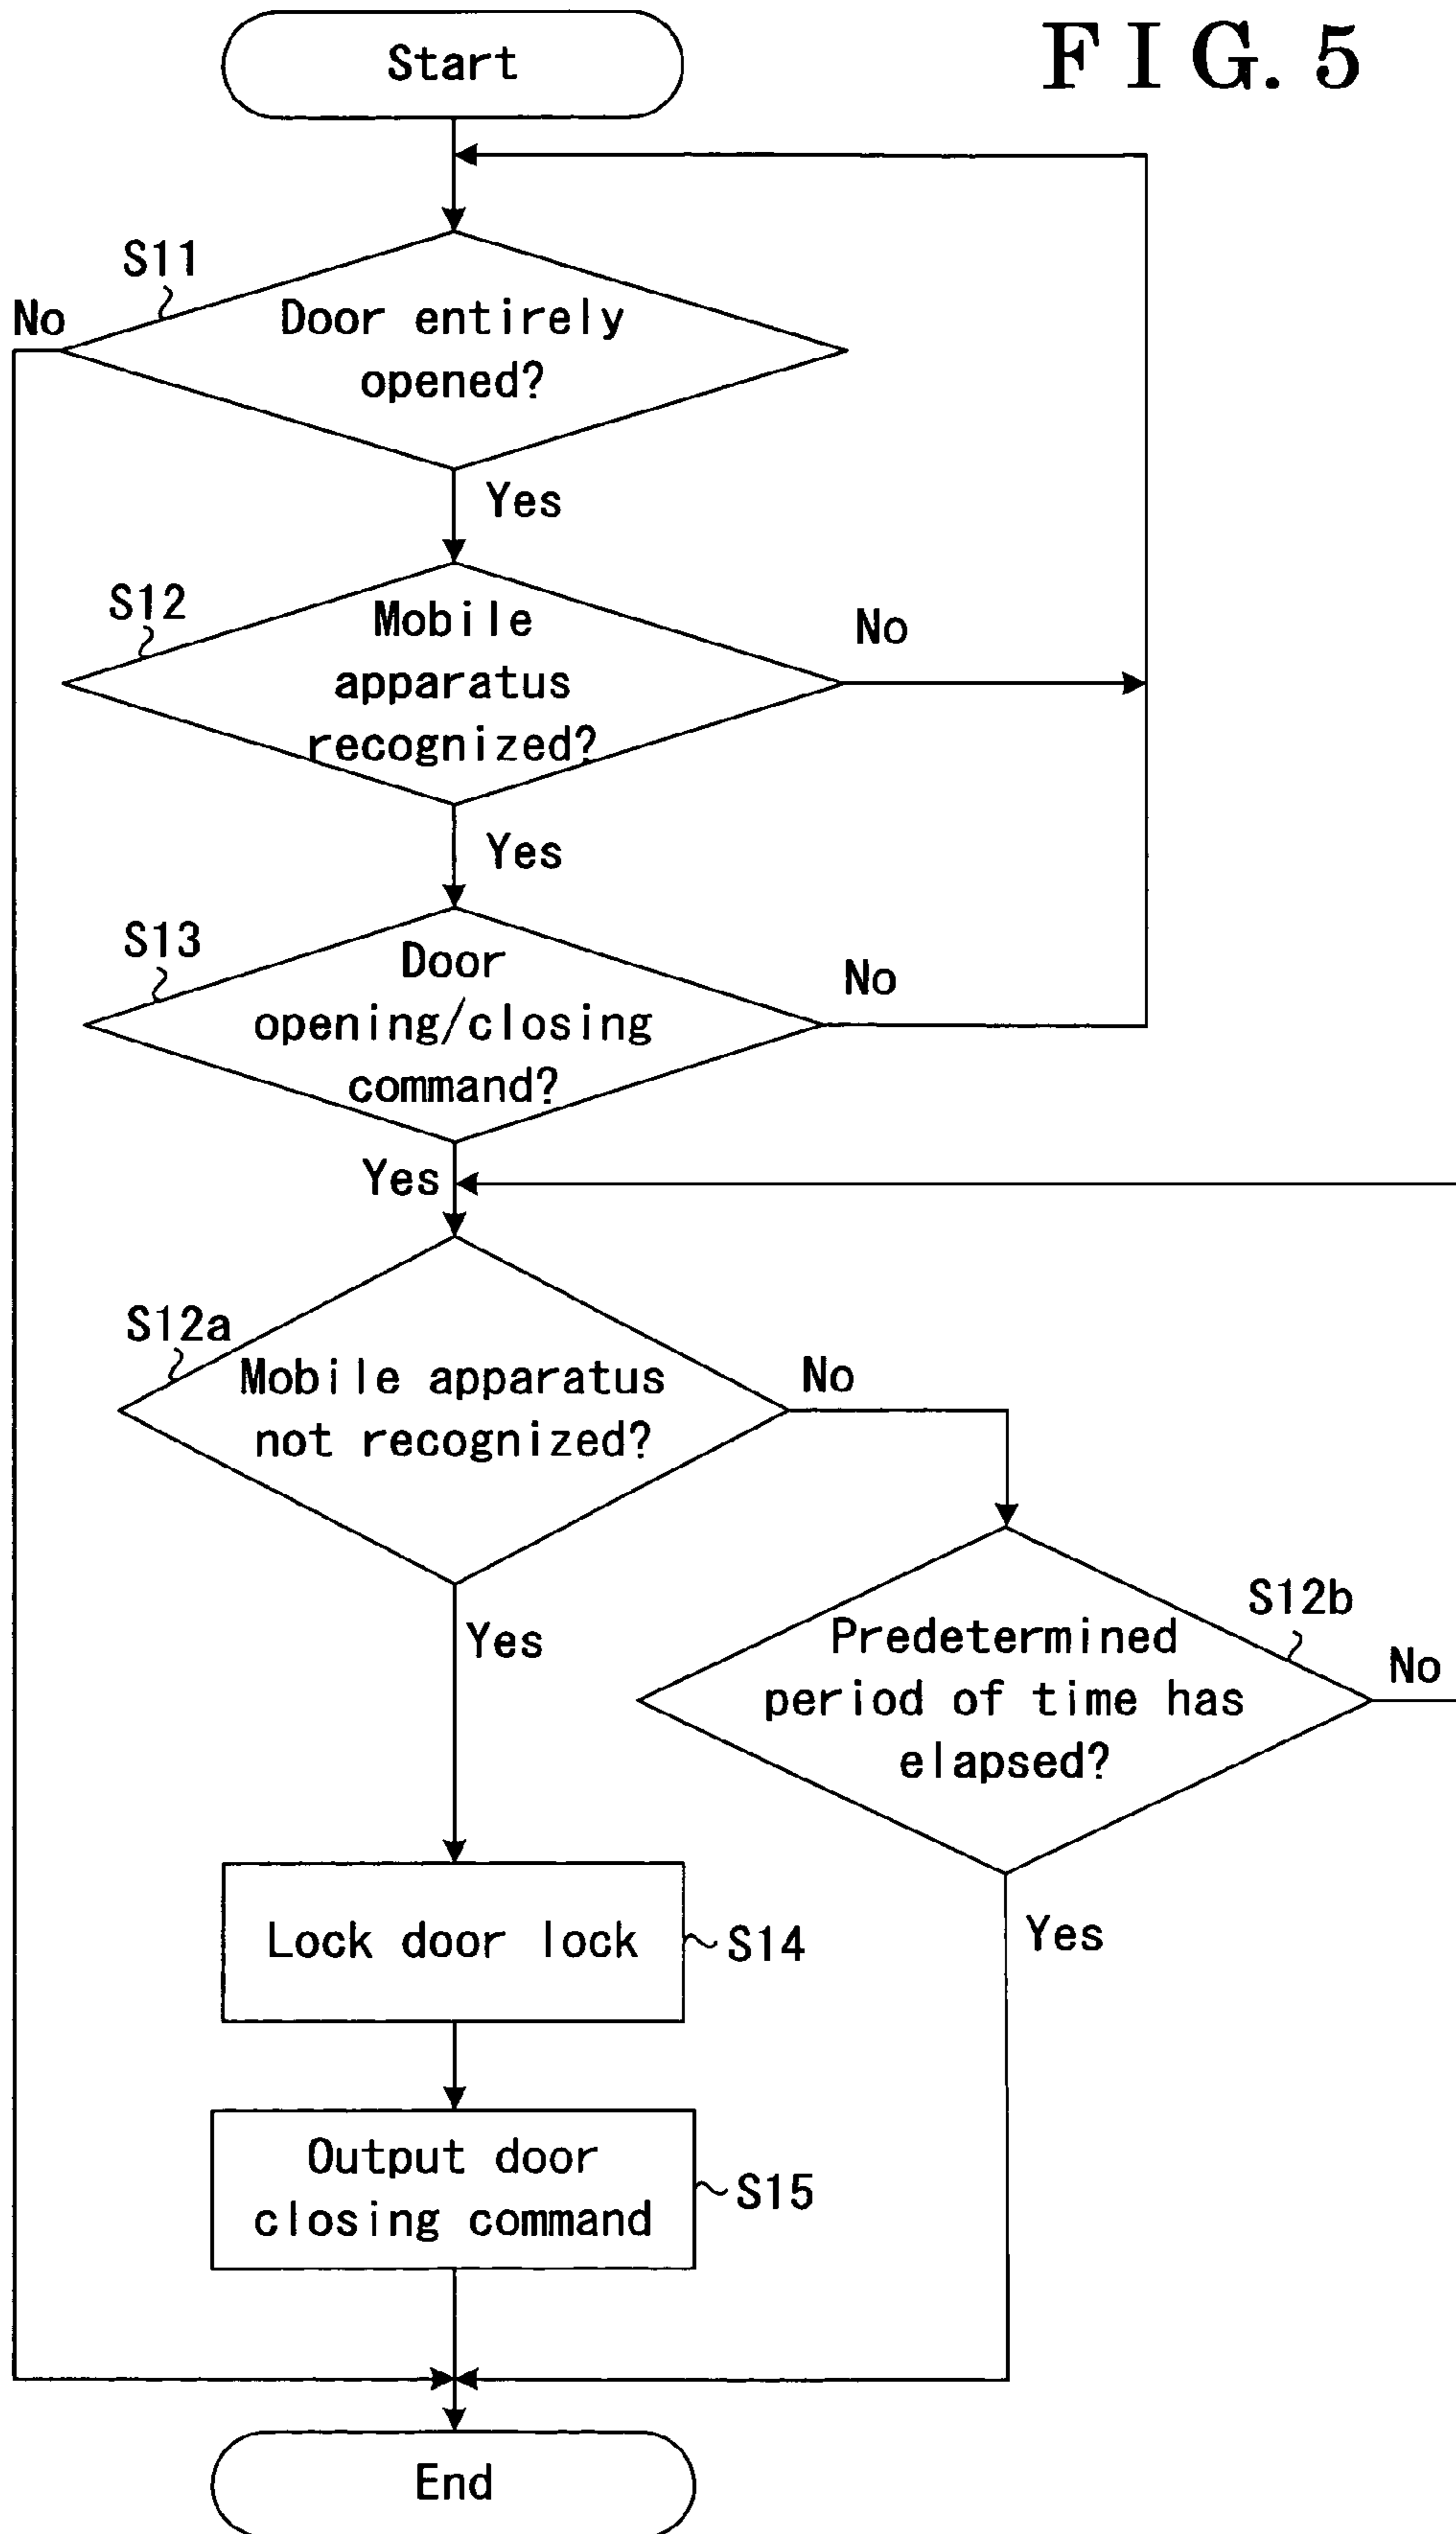 FIG. 5
Start
S11
No
Door entirely
opened?
Yes
S12
Mobile
apparatus
recognized?
No
Yes
S13
Door
opening/closing
command?
No
Yes
S12a
Mobile apparatus
not recognized?
No
S12b
Predetermined
period of time has
elapsed?
No
Yes
Yes
Lock door lock
S14
Output door
closing command
S15
End